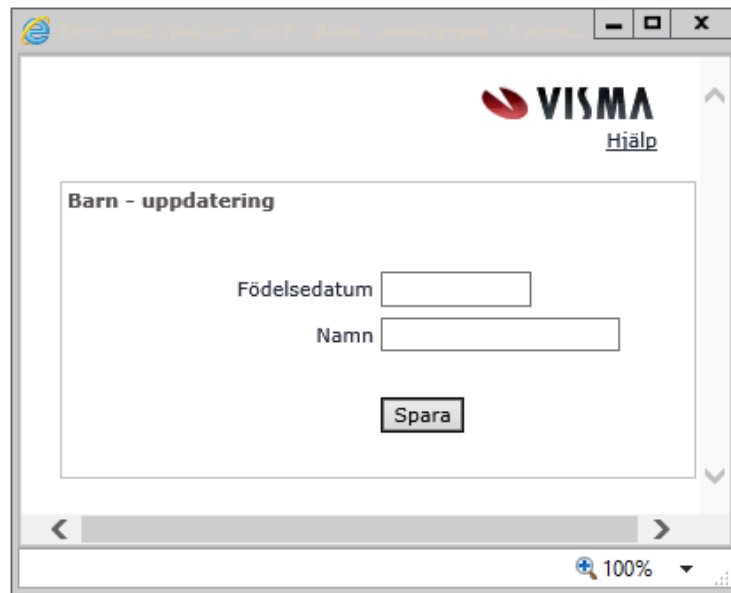 VISMA
Hjälp
Barn - uppdatering
Födelsedatum
Namn
Spara
100%